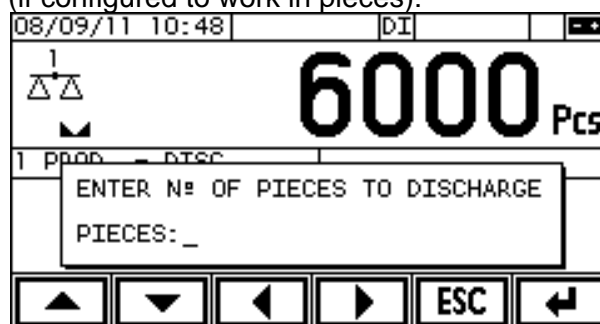 (if configured to work in pieces):
08/09/11 10:48 DI
1
6000 Pcs
1 PROD. - DISC
ENTER Nº OF PIECES TO DISCHARGE
PIECES:_
ESC